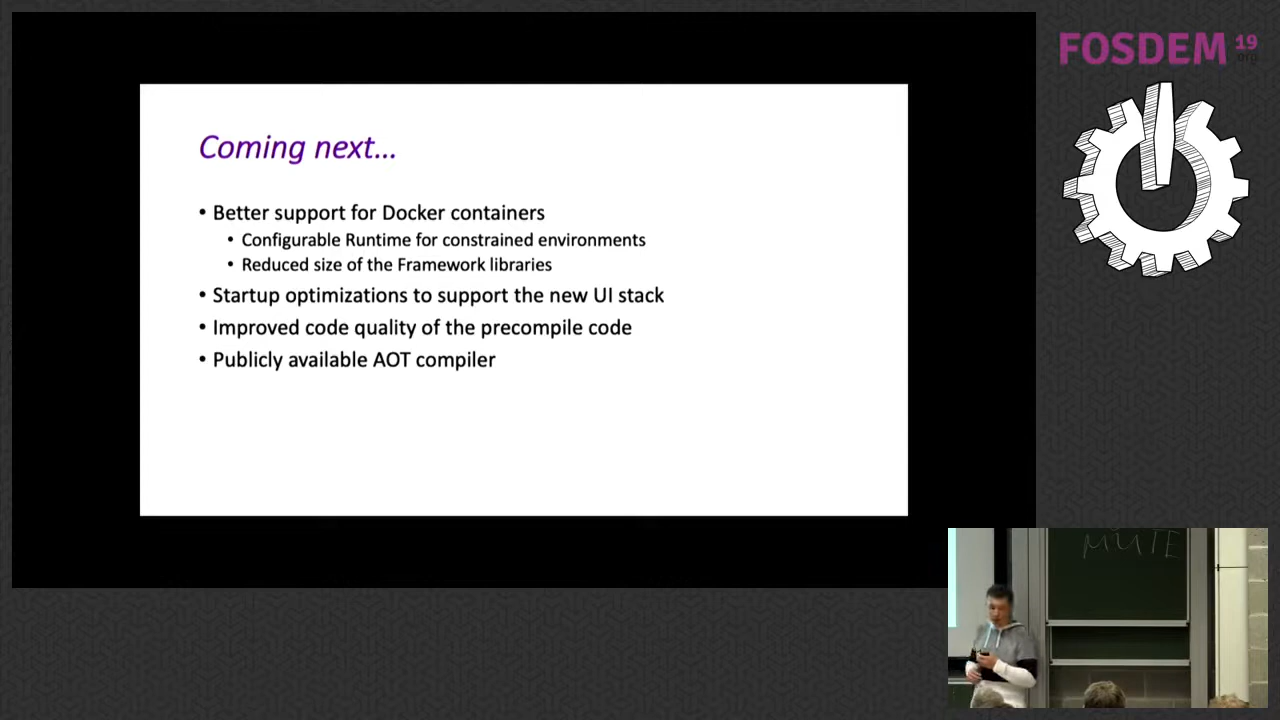 FOSDEM 19
.org
Coming next...
• Better support for Docker containers
• Configurable Runtime for constrained environments
• Reduced size of the Framework libraries
• Startup optimizations to support the new UI stack
• Improved code quality of the precompile code
• Publicly available AOT compiler
MUTE